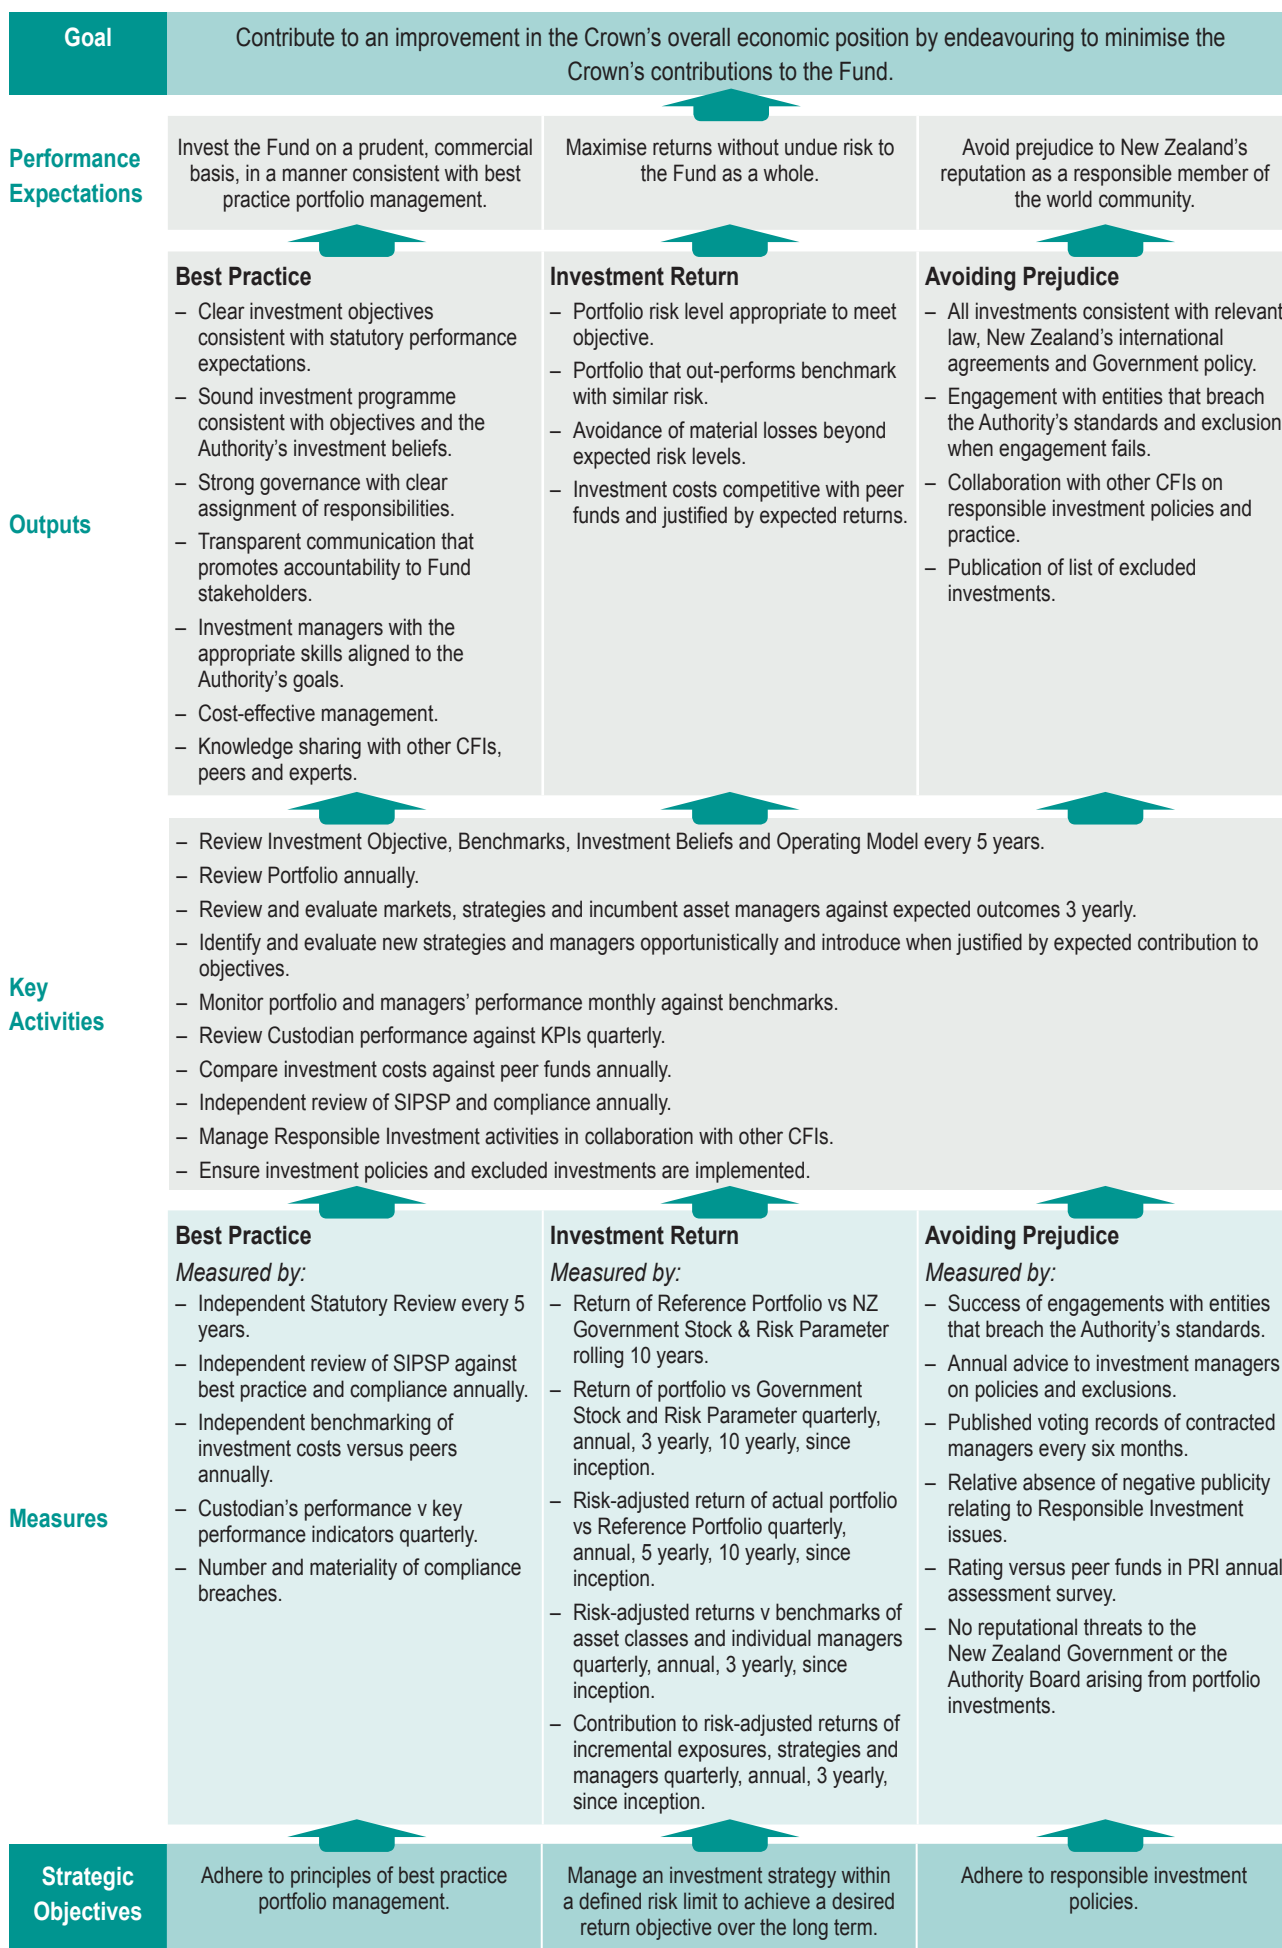 Goal
Contribute to an improvement in the Crown’s overall economic position by endeavouring to minimise the
Crown’s contributions to the Fund.
Performance
Expectations
Invest the Fund on a prudent, commercial
basis, in a manner consistent with best
practice portfolio management.
Maximise returns without undue risk to
the Fund as a whole.
Avoid prejudice to New Zealand’s
reputation as a responsible member of
the world community.
Outputs
Best Practice
– Clear investment objectives
consistent with statutory performance
expectations.
– Sound investment programme
consistent with objectives and the
Authority’s investment beliefs.
– Strong governance with clear
assignment of responsibilities.
– Transparent communication that
promotes accountability to Fund
stakeholders.
– Investment managers with the
appropriate skills aligned to the
Authority’s goals.
– Cost-effective management.
– Knowledge sharing with other CFIs,
peers and experts.
Investment Return
– Portfolio risk level appropriate to meet
objective.
– Portfolio that out-performs benchmark
with similar risk.
– Avoidance of material losses beyond
expected risk levels.
– Investment costs competitive with peer
funds and justified by expected returns.
Avoiding Prejudice
– All investments consistent with relevant
law, New Zealand’s international
agreements and Government policy.
– Engagement with entities that breach
the Authority’s standards and exclusion
when engagement fails.
– Collaboration with other CFIs on
responsible investment policies and
practice.
– Publication of list of excluded
investments.
Key
Activities
– Review Investment Objective, Benchmarks, Investment Beliefs and Operating Model every 5 years.
– Review Portfolio annually.
– Review and evaluate markets, strategies and incumbent asset managers against expected outcomes 3 yearly.
– Identify and evaluate new strategies and managers opportunistically and introduce when justified by expected contribution to
objectives.
– Monitor portfolio and managers’ performance monthly against benchmarks.
– Review Custodian performance against KPIs quarterly.
– Compare investment costs against peer funds annually.
– Independent review of SIPSP and compliance annually.
– Manage Responsible Investment activities in collaboration with other CFIs.
– Ensure investment policies and excluded investments are implemented.
Measures
Best Practice
Measured by:
– Independent Statutory Review every 5
years.
– Independent review of SIPSP against
best practice and compliance annually.
– Independent benchmarking of
investment costs versus peers
annually.
– Custodian’s performance v key
performance indicators quarterly.
– Number and materiality of compliance
breaches.
Investment Return
Measured by:
– Return of Reference Portfolio vs NZ
Government Stock & Risk Parameter
rolling 10 years.
– Return of portfolio vs Government
Stock and Risk Parameter quarterly,
annual, 3 yearly, 10 yearly, since
inception.
– Risk-adjusted return of actual portfolio
vs Reference Portfolio quarterly,
annual, 5 yearly, 10 yearly, since
inception.
– Risk-adjusted returns v benchmarks of
asset classes and individual managers
quarterly, annual, 3 yearly, since
inception.
– Contribution to risk-adjusted returns of
incremental exposures, strategies and
managers quarterly, annual, 3 yearly,
since inception.
Avoiding Prejudice
Measured by:
– Success of engagements with entities
that breach the Authority’s standards.
– Annual advice to investment managers
on policies and exclusions.
– Published voting records of contracted
managers every six months.
– Relative absence of negative publicity
relating to Responsible Investment
issues.
– Rating versus peer funds in PRI annual
assessment survey.
– No reputational threats to the
New Zealand Government or the
Authority Board arising from portfolio
investments.
Strategic
Objectives
Adhere to principles of best practice
portfolio management.
Manage an investment strategy within
a defined risk limit to achieve a desired
return objective over the long term.
Adhere to responsible investment
policies.